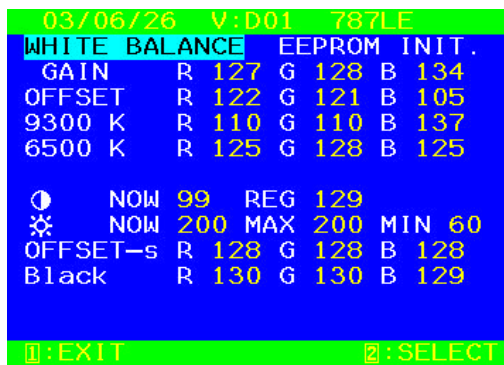 03/06/26 V:D01 787LE
WHITE BALANCE EEPROM INIT.
GAIN R 127 G 128 B 134
OFFSET R 122 G 121 B 105
9300 K R 110 G 110 B 137
6500 K R 125 G 128 B 125
NOW 99 REG 129
NOW 200 MAX 200 MIN 60
OFFSET-s R 128 G 128 B 128
Black R 130 G 130 B 129
1:EXIT 2:SELECT